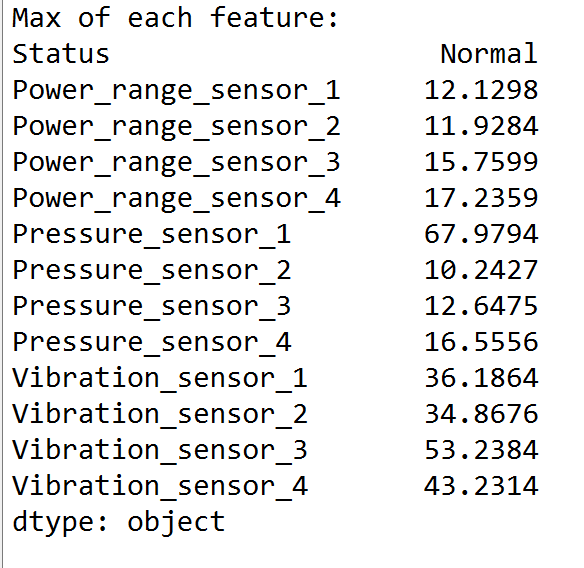 Max of each feature:
Status Normal
Power_range_sensor_1 12.1298
Power_range_sensor_2 11.9284
Power_range_sensor_3 15.7599
Power_range_sensor_4 17.2359
Pressure_sensor_1 67.9794
Pressure_sensor_2 10.2427
Pressure_sensor_3 12.6475
Pressure_sensor_4 16.5556
Vibration_sensor_1 36.1864
Vibration_sensor_2 34.8676
Vibration_sensor_3 53.2384
Vibration_sensor_4 43.2314
dtype: object